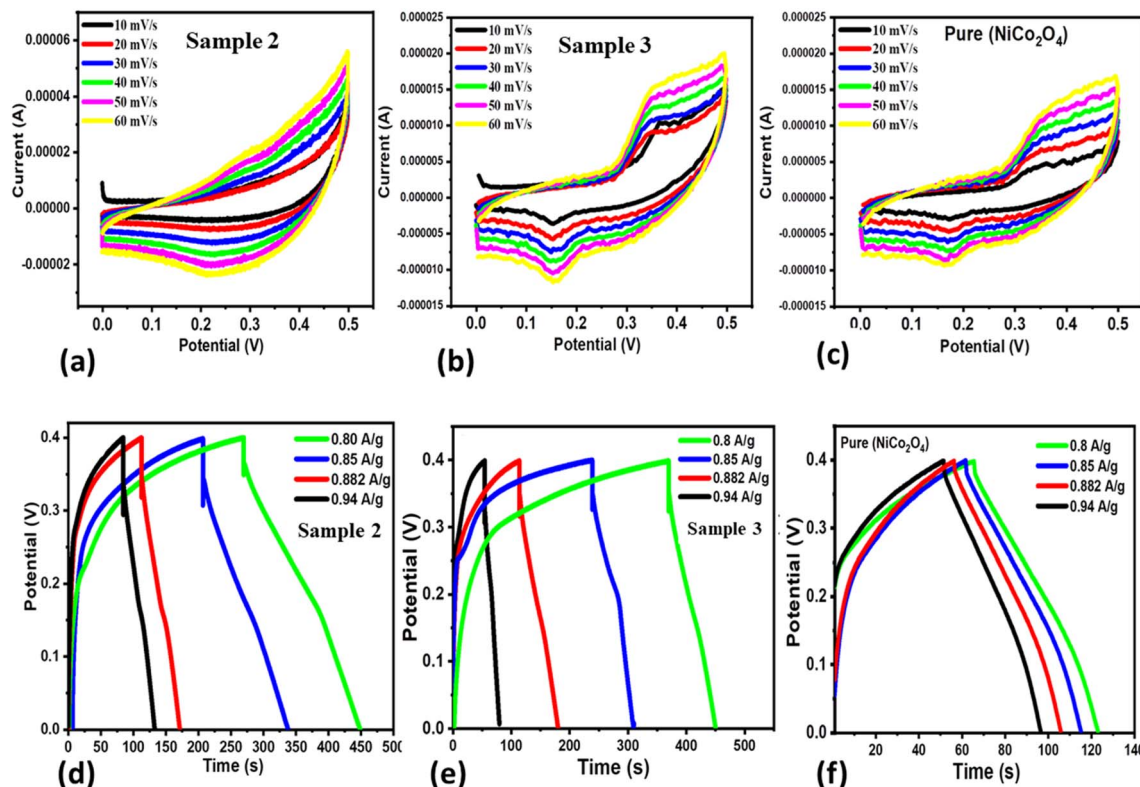 10 mV/s
20 mV/s
30 mV/s
40 mV/s
50 mV/s
60 mV/s
Sample 2
0.00006
0.00004
0.00002
0.00000
-0.00002
Current (A)
0.0 0.1 0.2 0.3 0.4 0.5
Potential (V)
(a)
10 mV/s
20 mV/s
30 mV/s
40 mV/s
50 mV/s
60 mV/s
Sample 3
0.000025
0.000020
0.000015
0.000010
0.000005
0.000000
-0.000005
-0.000010
-0.000015
Current (A)
0.0 0.1 0.2 0.3 0.4 0.5
Potential (V)
(b)
10 mV/s
20 mV/s
30 mV/s
40 mV/s
50 mV/s
60 mV/s
Pure (NiCo₂O₄)
0.000025
0.000020
0.000015
0.000010
0.000005
0.000000
-0.000005
-0.000010
-0.000015
Current (A)
0.0 0.1 0.2 0.3 0.4 0.5
Potential (V)
(c)
0.80 A/g
0.85 A/g
0.882 A/g
0.94 A/g
Sample 2
0.4
0.3
0.2
0.1
0.0
Potential (V)
0 50 100 150 200 250 300 350 400 450 500
Time (s)
(d)
0.8 A/g
0.85 A/g
0.882 A/g
0.94 A/g
Sample 3
0.4
0.3
0.2
0.1
0.0
Potential (V)
0 100 200 300 400 500
Time (s)
(e)
Pure (NiCo₂O₄)
0.8 A/g
0.85 A/g
0.882 A/g
0.94 A/g
0.4
0.3
0.2
0.1
0.0
Potential (V)
20 40 60 80 100 120 140
Time (s)
(f)